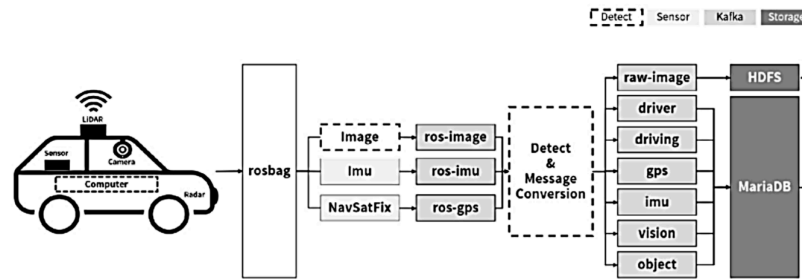 Detect
Sensor
Kafka
Storage
LiDAR
Sensor
Camera
Computer
Radar
rosbag
Image
Imu
NavSatFix
ros-image
ros-imu
ros-gps
Detect
&
Message
Conversion
raw-image
driver
driving
gps
imu
vision
object
HDFS
MariaDB